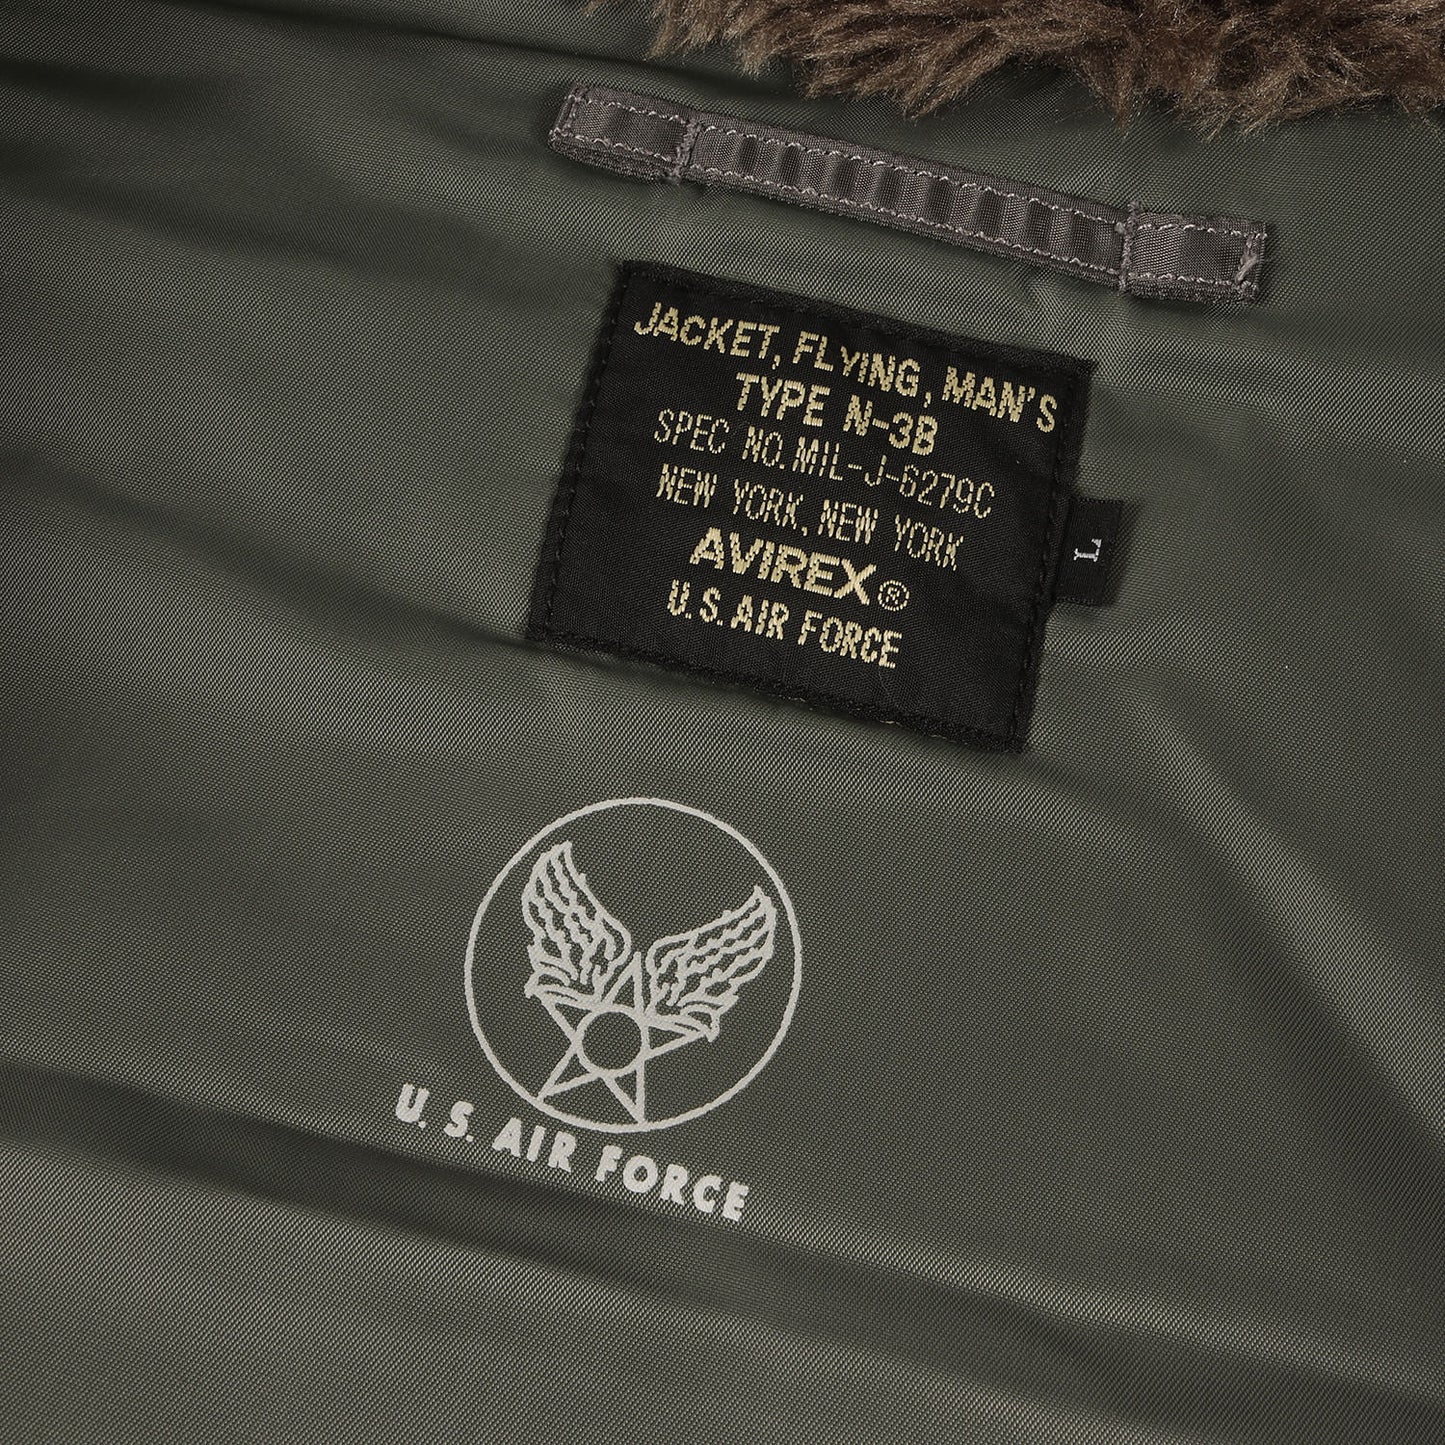 JACKET, FLYING, MAN'S
TYPE N-3B
SPEC NO. MIL-J-6279C
NEW YORK, NEW YORK
AVIREX®
U.S. AIR FORCE
L
U.S. AIR FORCE